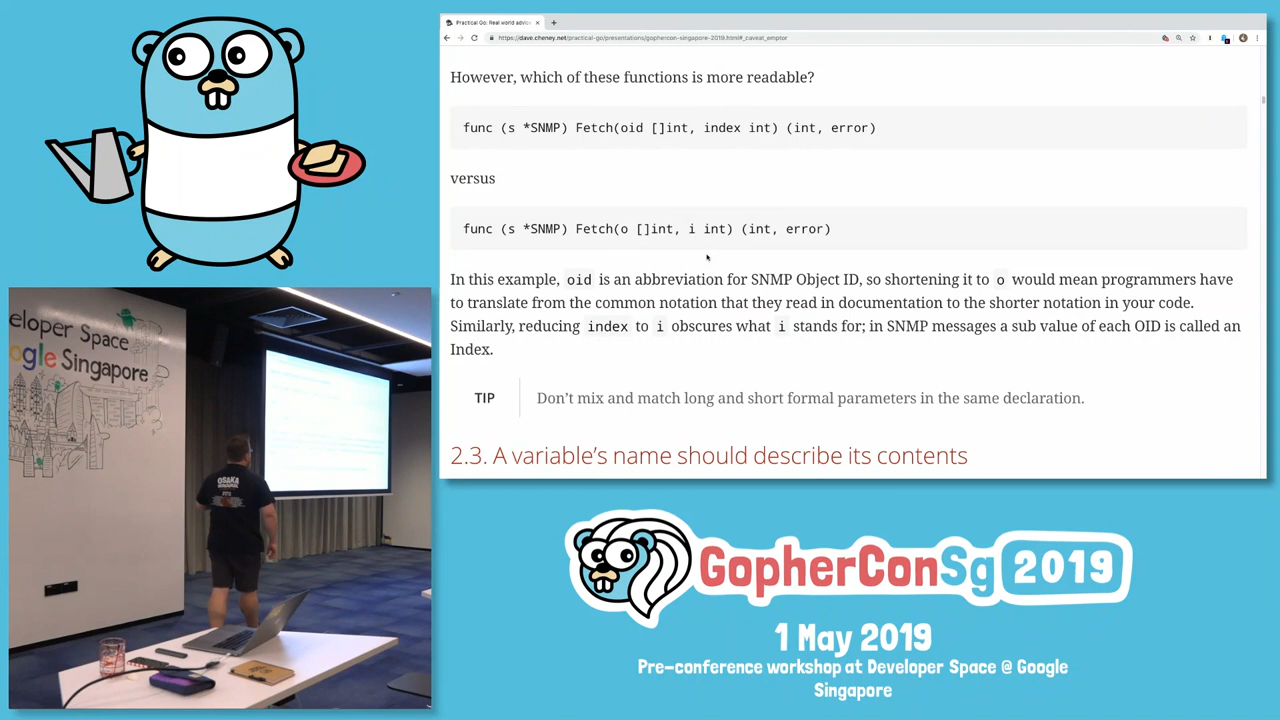 Practical Go: Real world advic
https://dave.cheney.net/practical-go/presentations/gophercon-singapore-2019.html#_caveat_emptor
However, which of these functions is more readable?
func (s *SNMP) Fetch(oid []int, index int) (int, error)
versus
func (s *SNMP) Fetch(o []int, i int) (int, error)
In this example, oid is an abbreviation for SNMP Object ID, so shortening it to o would mean programmers have
to translate from the common notation that they read in documentation to the shorter notation in your code.
Similarly, reducing index to i obscures what i stands for; in SNMP messages a sub value of each OID is called an
Index.
TIP Don’t mix and match long and short formal parameters in the same declaration.
2.3. A variable’s name should describe its contents
eloper Space
ogle Singapore
OSAKA
GopherConSg 2019
1 May 2019
Pre-conference workshop at Developer Space @ Google
Singapore